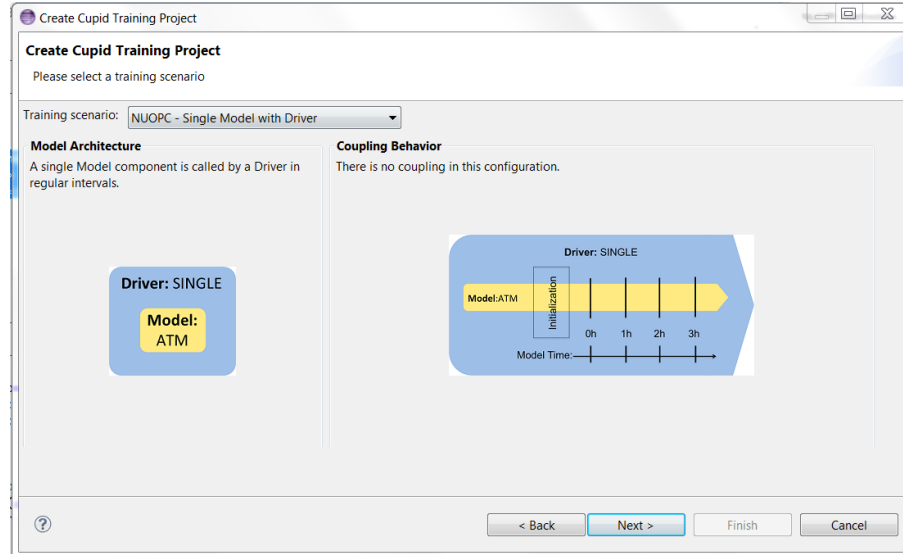 Create Cupid Training Project
Create Cupid Training Project
Please select a training scenario
Training scenario: NUOPC - Single Model with Driver
Model Architecture
A single Model component is called by a Driver in
regular intervals.
Driver: SINGLE
Model:
ATM
Coupling Behavior
There is no coupling in this configuration.
Driver: SINGLE
Model:ATM
Initialization
0h 1h 2h 3h
Model Time:
? < Back Next > Finish Cancel